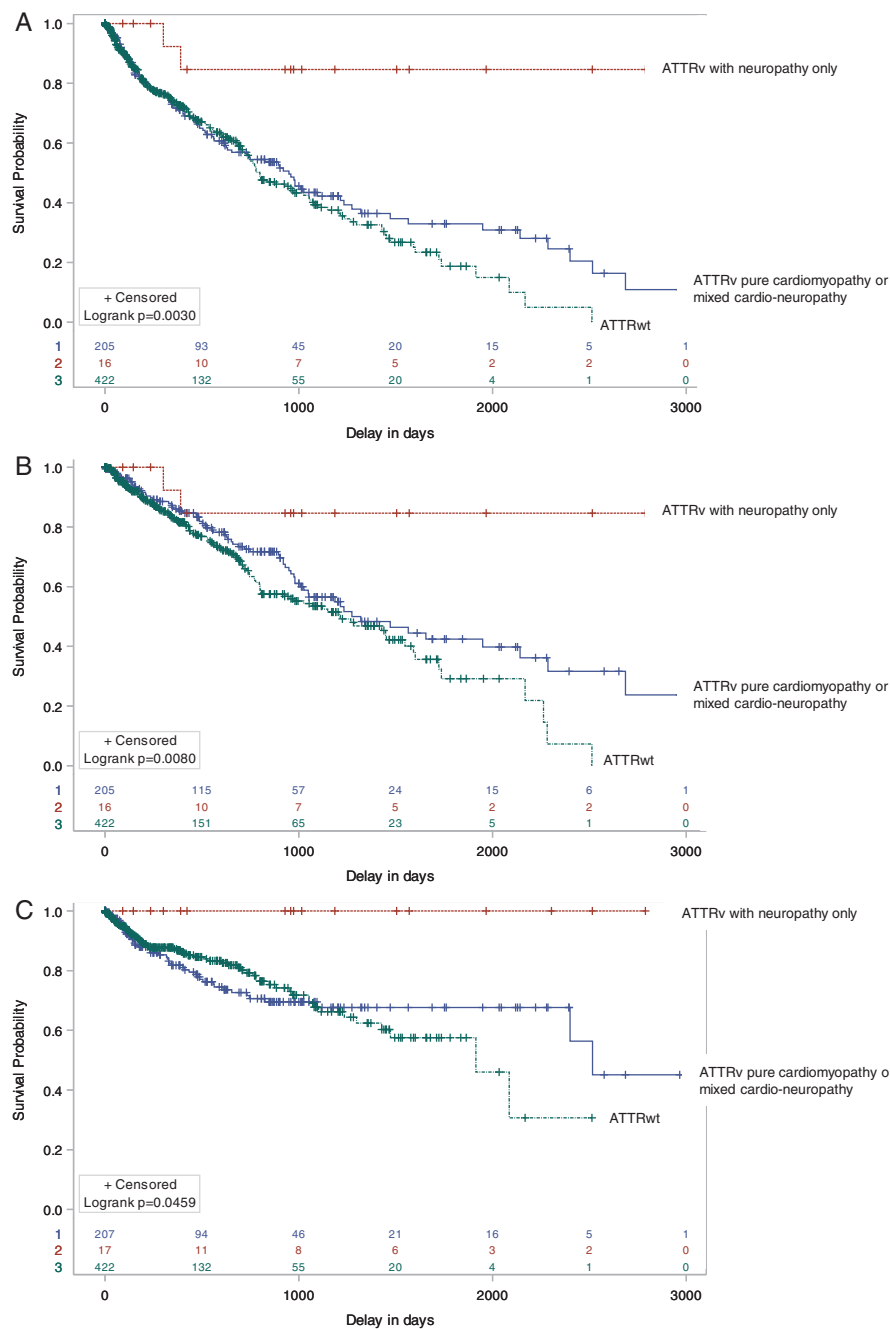 A
1.0
0.8
0.6
0.4
0.2
0.0
Survival Probability
ATTRv with neuropathy only
ATTRv pure cardiomyopathy or
mixed cardio-neuropathy
ATTRwt
+ Censored
Logrank p=0.0030
1 205 93 45 20 15 5 1
2 16 10 7 5 2 2 0
3 422 132 55 20 4 1 0
0 1000 2000 3000
Delay in days
B
1.0
0.8
0.6
0.4
0.2
0.0
Survival Probability
ATTRv with neuropathy only
ATTRv pure cardiomyopathy or
mixed cardio-neuropathy
ATTRwt
+ Censored
Logrank p=0.0080
1 205 115 57 24 15 6 1
2 16 10 7 5 2 2 0
3 422 151 65 23 5 1 0
0 1000 2000 3000
Delay in days
C
1.0
0.8
0.6
0.4
0.2
0.0
Survival Probability
ATTRv with neuropathy only
ATTRv pure cardiomyopathy o
mixed cardio-neuropathy
ATTRwt
+ Censored
Logrank p=0.0459
1 207 94 46 21 16 5 1
2 17 11 8 6 3 2 0
3 422 132 55 20 4 1 0
0 1000 2000 3000
Delay in days